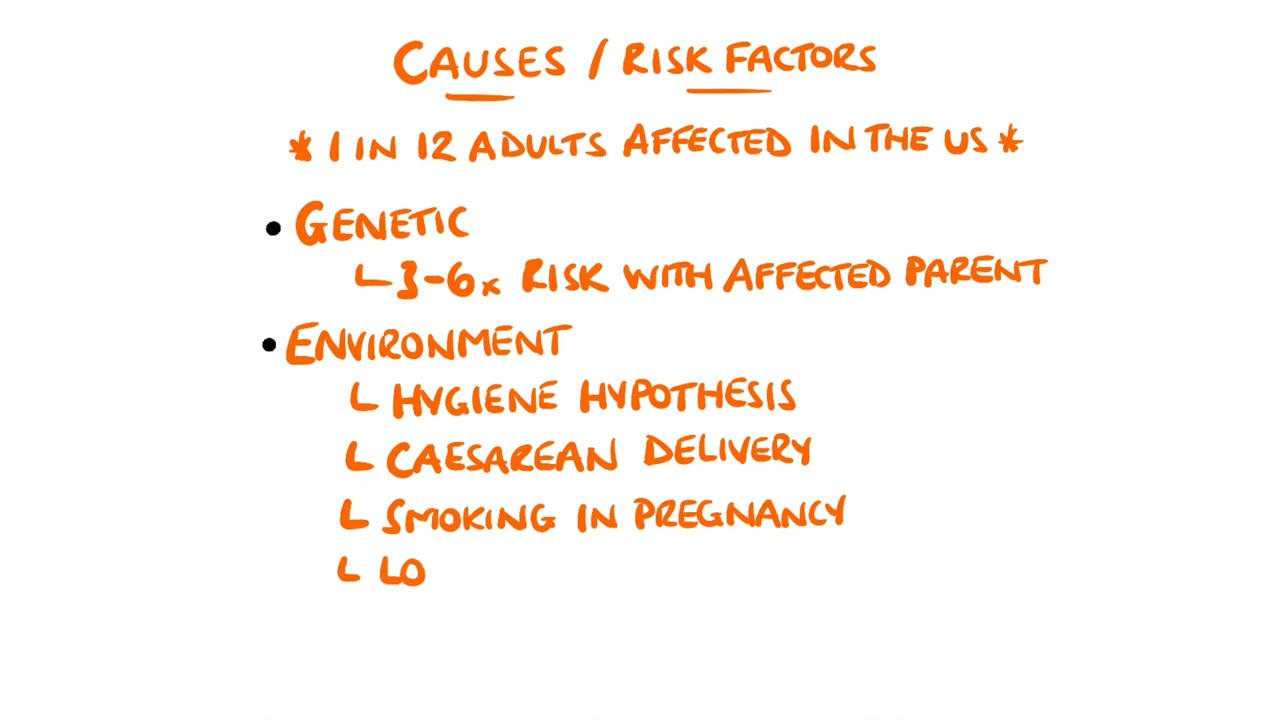 CAUSES / RISK FACTORS
* 1 IN 12 ADULTS AFFECTED IN THE US *
• GENETIC
└ 3-6x RISK WITH AFFECTED PARENT
• ENVIRONMENT
└ HYGIENE HYPOTHESIS
└ CAESAREAN DELIVERY
└ SMOKING IN PREGNANCY
└ LO